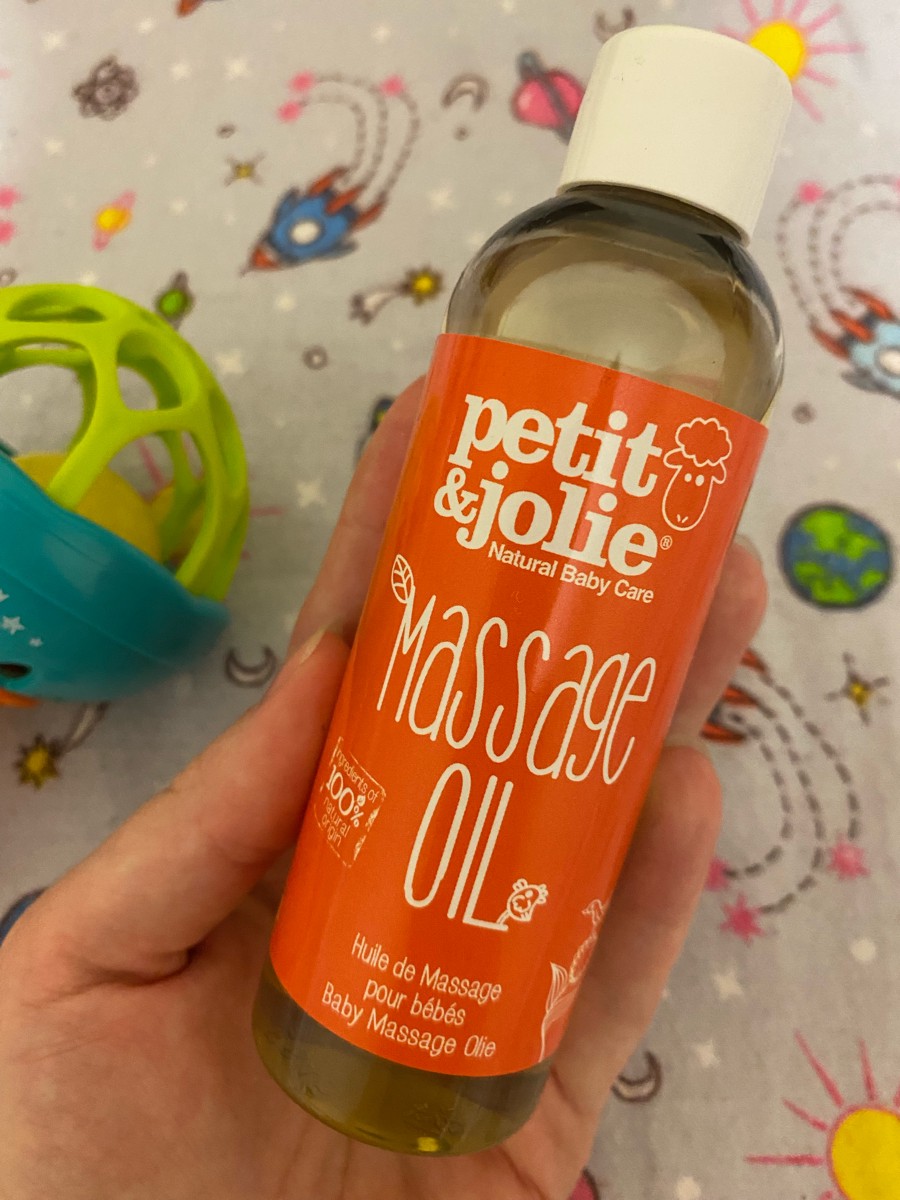 petit
&jolie®
Natural Baby Care
Massage
Oil
ingredients of
100%
natural
origin
Huile de Massage
pour bébés
Baby Massage Olie